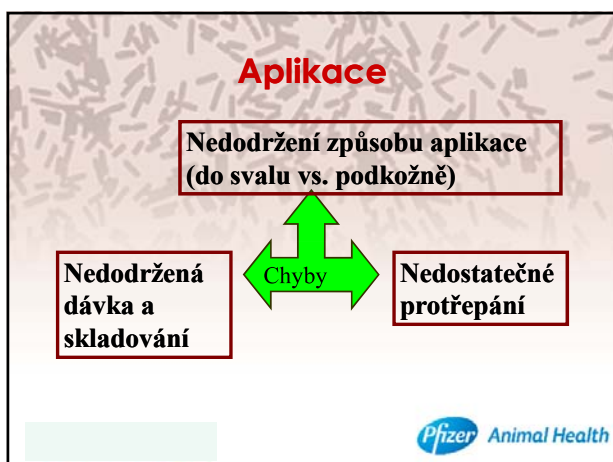 Aplikace
Nedodržení způsobu aplikace
(do svalu vs. podkožně)
Chyby
Nedodržená
dávka a
skladování
Nedostatečné
protřepání
Pfizer Animal Health